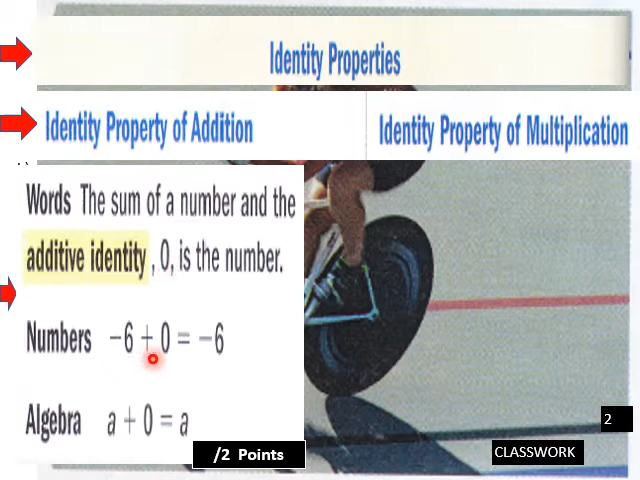 Identity Properties
Identity Property of Addition
Identity Property of Multiplication
Words The sum of a number and the
additive identity, 0, is the number.
Numbers −6 + 0 = −6
Algebra a + 0 = a
/2 Points
2
CLASSWORK